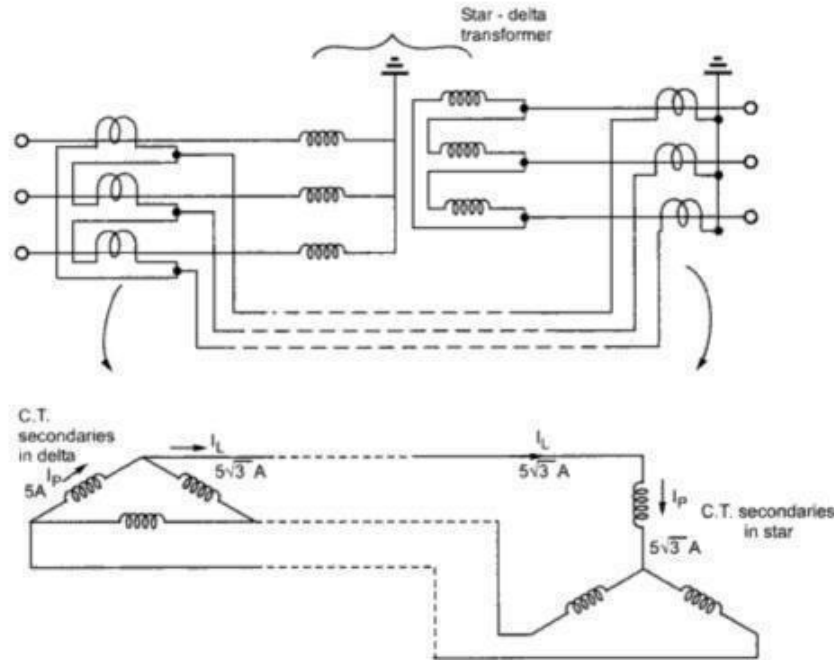 Star - delta
transformer
C.T.
secondaries
in delta
I_P
5A
I_L
5√3 A
I_L
5√3 A
I_P
C.T. secondaries
in star
5√3 A